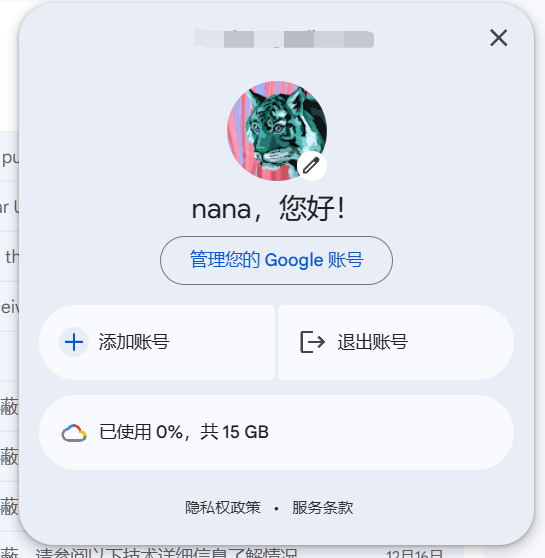 nana，您好！
管理您的 Google 账号
添加账号
退出账号
已使用 0%，共 15 GB
隐私权政策 • 服务条款
pu
ar U
th
ceiv
蔽
蔽
蔽
蔽，请参阅以下技术详细信息了解情况
12月16日